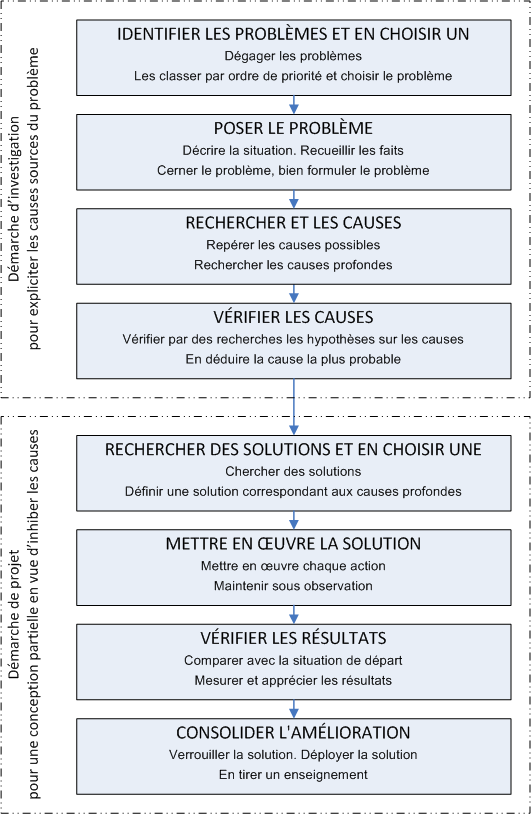 Démarche d'investigation
pour expliciter les causes sources du problème
IDENTIFIER LES PROBLÈMES ET EN CHOISIR UN
Dégager les problèmes
Les classer par ordre de priorité et choisir le problème
POSER LE PROBLÈME
Décrire la situation. Recueillir les faits
Cerner le problème, bien formuler le problème
RECHERCHER ET LES CAUSES
Repérer les causes possibles
Rechercher les causes profondes
VÉRIFIER LES CAUSES
Vérifier par des recherches les hypothèses sur les causes
En déduire la cause la plus probable
Démarche de projet
pour une conception partielle en vue d'inhiber les causes
RECHERCHER DES SOLUTIONS ET EN CHOISIR UNE
Chercher des solutions
Définir une solution correspondant aux causes profondes
METTRE EN ŒUVRE LA SOLUTION
Mettre en œuvre chaque action
Maintenir sous observation
VÉRIFIER LES RÉSULTATS
Comparer avec la situation de départ
Mesurer et apprécier les résultats
CONSOLIDER L'AMÉLIORATION
Verrouiller la solution. Déployer la solution
En tirer un enseignement